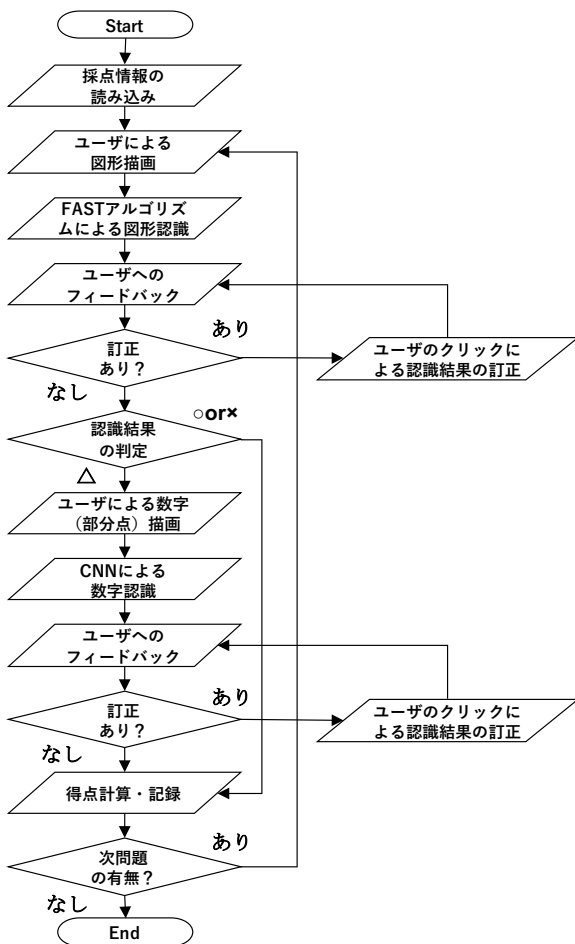 Start
採点情報の
読み込み
ユーザによる
図形描画
FASTアルゴリズ
ムによる図形認識
ユーザへの
フィードバック
訂正
あり？
あり
ユーザのクリックに
よる認識結果の訂正
なし
認識結果
の判定
○or×
△
ユーザによる数字
（部分点）描画
CNNによる
数字認識
ユーザへの
フィードバック
訂正
あり？
あり
ユーザのクリックに
よる認識結果の訂正
なし
得点計算・記録
次問題
の有無？
あり
なし
End